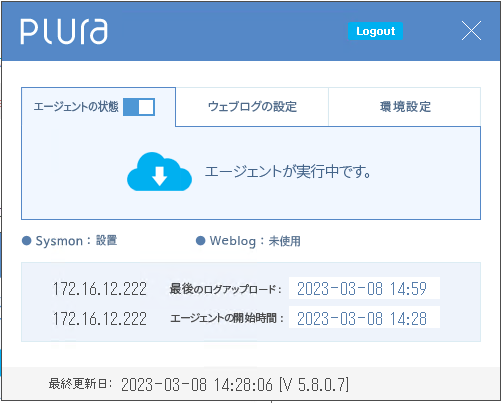 PLURA
Logout
エージェントの状態 ウェブログの設定 環境設定
エージェントが実行中です。
Sysmon : 設置 Weblog : 未使用
172.16.12.222 最後のログアップロード : 2023-03-08 14:59
172.16.12.222 エージェントの開始時間 : 2023-03-08 14:28
最終更新日: 2023-03-08 14:28:06 [V 5.8.0.7]